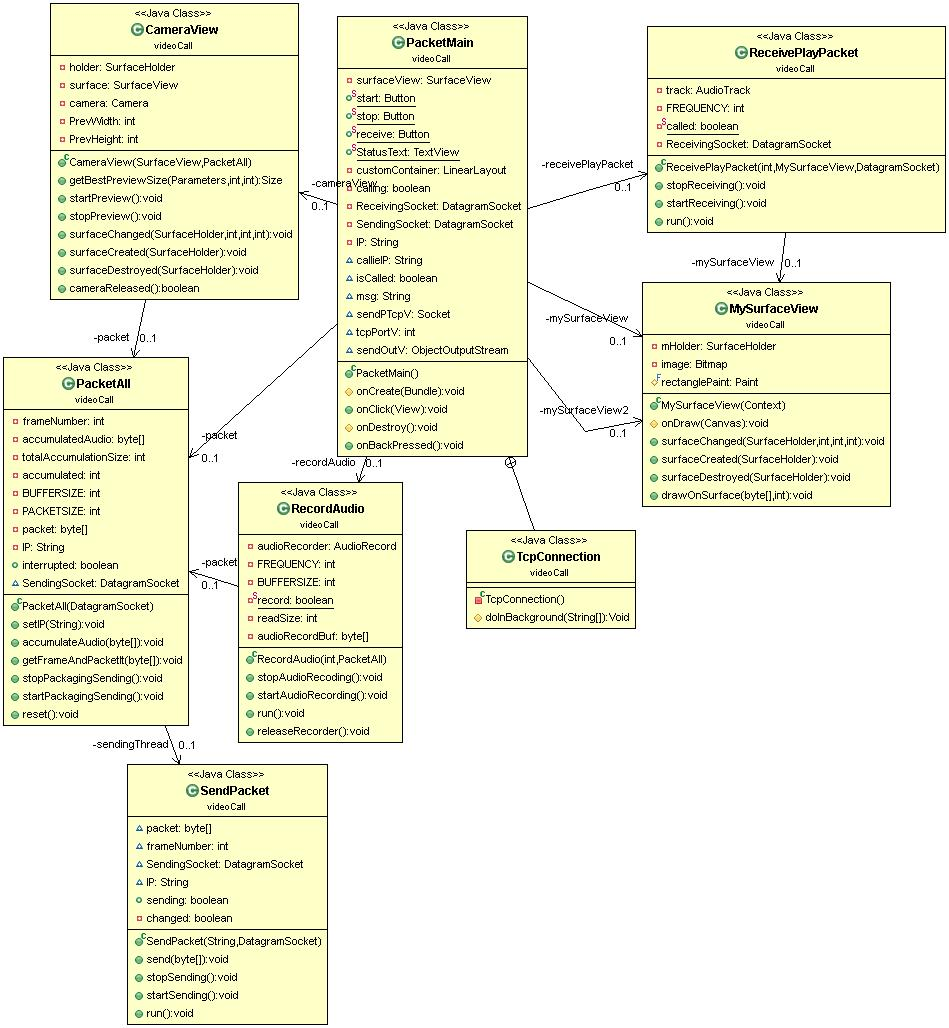 <<Java Class>>
CameraView
videoCall
holder: SurfaceHolder
surface: SurfaceView
camera: Camera
PrevWidth: int
PrevHeight: int
CameraView(SurfaceView,PacketAll)
getBestPreviewSize(Parameters,int,int):Size
startPreview():void
stopPreview():void
surfaceChanged(SurfaceHolder,int,int,int):void
surfaceCreated(SurfaceHolder):void
surfaceDestroyed(SurfaceHolder):void
cameraReleased():boolean
<<Java Class>>
PacketMain
videoCall
surfaceView: SurfaceView
start: Button
stop: Button
receive: Button
StatusText: TextView
customContainer: LinearLayout
calling: boolean
ReceivingSocket: DatagramSocket
SendingSocket: DatagramSocket
IP: String
callieIP: String
isCalled: boolean
msg: String
sendPTcpV: Socket
tcpPortV: int
sendOutV: ObjectOutputStream
PacketMain()
onCreate(Bundle):void
onClick(View):void
onDestroy():void
onBackPressed():void
<<Java Class>>
ReceivePlayPacket
videoCall
track: AudioTrack
FREQUENCY: int
called: boolean
ReceivingSocket: DatagramSocket
ReceivePlayPacket(int,MySurfaceView,DatagramSocket)
stopReceiving():void
startReceiving():void
run():void
-cameraView
0..1
-receivePlayPacket
0..1
-mySurfaceView
0..1
-mySurfaceView
0..1
-mySurfaceView2
0..1
<<Java Class>>
MySurfaceView
videoCall
mHolder: SurfaceHolder
image: Bitmap
rectanglePaint: Paint
MySurfaceView(Context)
onDraw(Canvas):void
surfaceChanged(SurfaceHolder,int,int,int):void
surfaceCreated(SurfaceHolder):void
surfaceDestroyed(SurfaceHolder):void
drawOnSurface(byte[],int):void
-packet
0..1
<<Java Class>>
PacketAll
videoCall
frameNumber: int
accumulatedAudio: byte[]
totalAccumulationSize: int
accumulated: int
BUFFERSIZE: int
PACKETSIZE: int
packet: byte[]
IP: String
interrupted: boolean
SendingSocket: DatagramSocket
PacketAll(DatagramSocket)
setIP(String):void
accumulateAudio(byte[]):void
getFrameAndPacketIt(byte[]):void
stopPackagingSending():void
startPackagingSending():void
reset():void
-packet
0..1
-recordAudio
0..1
<<Java Class>>
RecordAudio
videoCall
audioRecorder: AudioRecord
FREQUENCY: int
BUFFERSIZE: int
record: boolean
readSize: int
audioRecordBuf: byte[]
RecordAudio(int,PacketAll)
stopAudioRecoding():void
startAudioRecording():void
run():void
releaseRecorder():void
-packet
0..1
<<Java Class>>
TcpConnection
videoCall
TcpConnection()
doInBackground(String[]):Void
-sendingThread
0..1
<<Java Class>>
SendPacket
videoCall
packet: byte[]
frameNumber: int
SendingSocket: DatagramSocket
IP: String
sending: boolean
changed: boolean
SendPacket(String,DatagramSocket)
send(byte[]):void
stopSending():void
startSending():void
run():void